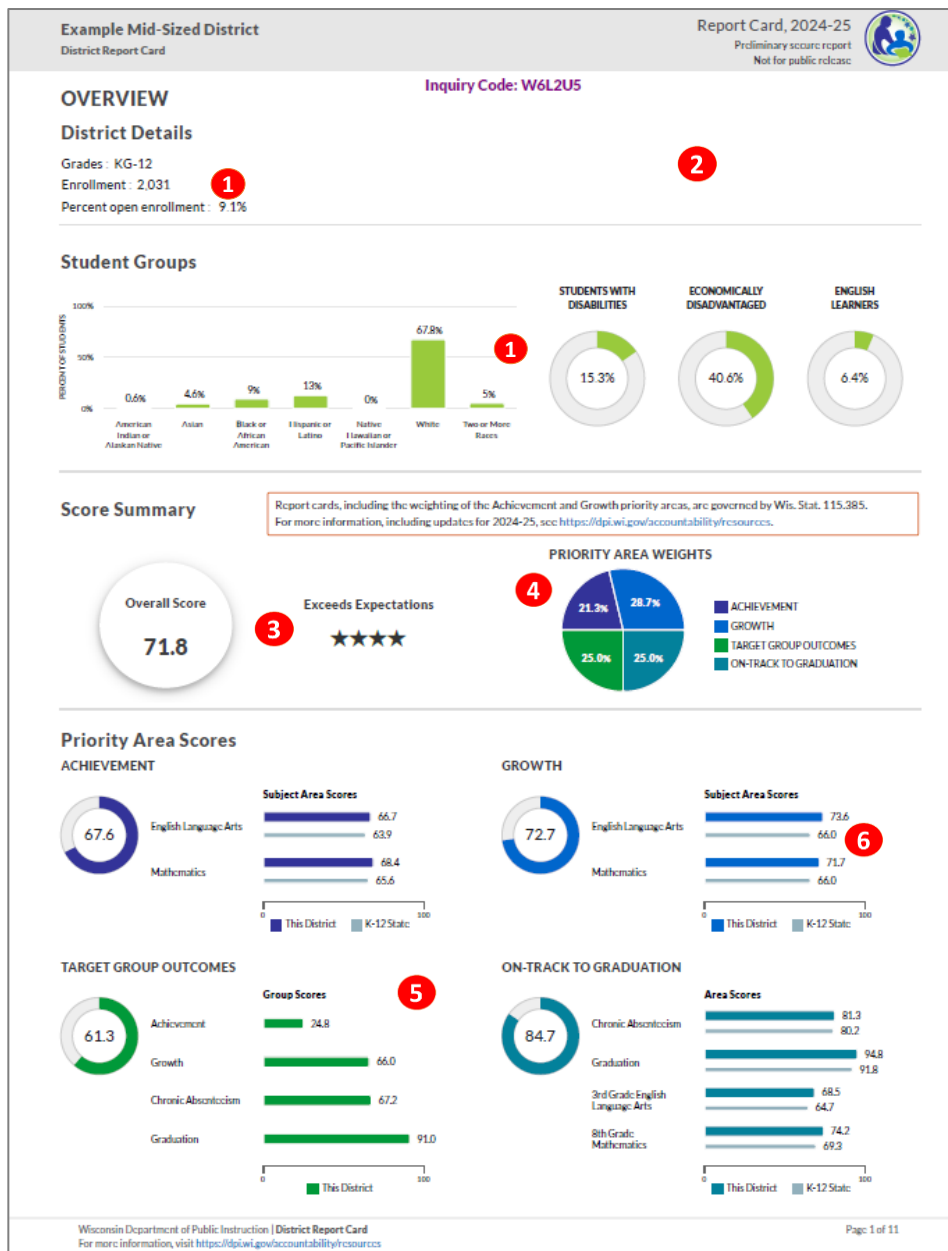 Example Mid-Sized District
District Report Card
Report Card, 2024-25
Preliminary secure report
Not for public release
Inquiry Code: W6L2U5
OVERVIEW
District Details
Grades : KG-12
Enrollment : 2,031
Percent open enrollment : 9.1%
1
2
Student Groups
PERCENT OF STUDENTS
100%
50%
0%
0.6%
4.6%
9%
13%
0%
67.8%
5%
American
Indian or
Alaskan Native
Asian
Black or
African
American
Hispanic or
Latino
Native
Hawaiian or
Pacific Islander
White
Two or More
Races
1
STUDENTS WITH
DISABILITIES
15.3%
ECONOMICALLY
DISADVANTAGED
40.6%
ENGLISH
LEARNERS
6.4%
Score Summary
Report cards, including the weighting of the Achievement and Growth priority areas, are governed by Wis. Stat. 115.385.
For more information, including updates for 2024-25, see https://dpi.wi.gov/accountability/resources.
Overall Score
71.8
3
Exceeds Expectations
★★★★
PRIORITY AREA WEIGHTS
4
21.3%
28.7%
25.0%
25.0%
ACHIEVEMENT
GROWTH
TARGET GROUP OUTCOMES
ON-TRACK TO GRADUATION
Priority Area Scores
ACHIEVEMENT
67.6
Subject Area Scores
English Language Arts
66.7
63.9
Mathematics
68.4
65.6
0
100
This District
K-12 State
GROWTH
72.7
Subject Area Scores
English Language Arts
73.6
66.0
6
Mathematics
71.7
66.0
0
100
This District
K-12 State
TARGET GROUP OUTCOMES
61.3
Group Scores
5
Achievement
24.8
Growth
66.0
Chronic Absenteeism
67.2
Graduation
91.0
0
100
This District
ON-TRACK TO GRADUATION
84.7
Area Scores
Chronic Absenteeism
81.3
80.2
Graduation
94.8
91.8
3rd Grade English
Language Arts
68.5
64.7
8th Grade
Mathematics
74.2
69.3
0
100
This District
K-12 State
Wisconsin Department of Public Instruction | District Report Card
For more information, visit https://dpi.wi.gov/accountability/resources
Page 1 of 11